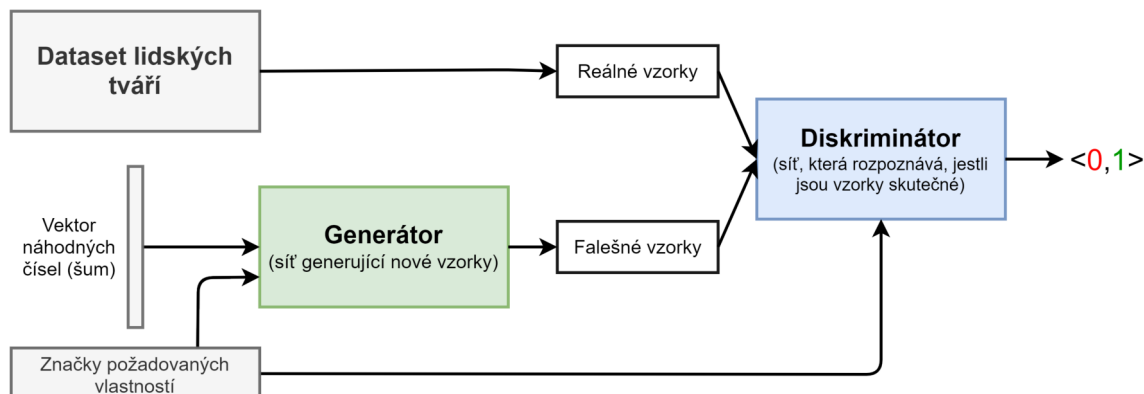 Dataset lidských
tváří
Reálné vzorky
Diskriminátor
(síť, která rozpoznává, jestli
jsou vzorky skutečné)
<0,1>
Vektor
náhodných
čísel (šum)
Generátor
(síť generující nové vzorky)
Falešné vzorky
Značky požadovaných
vlastností